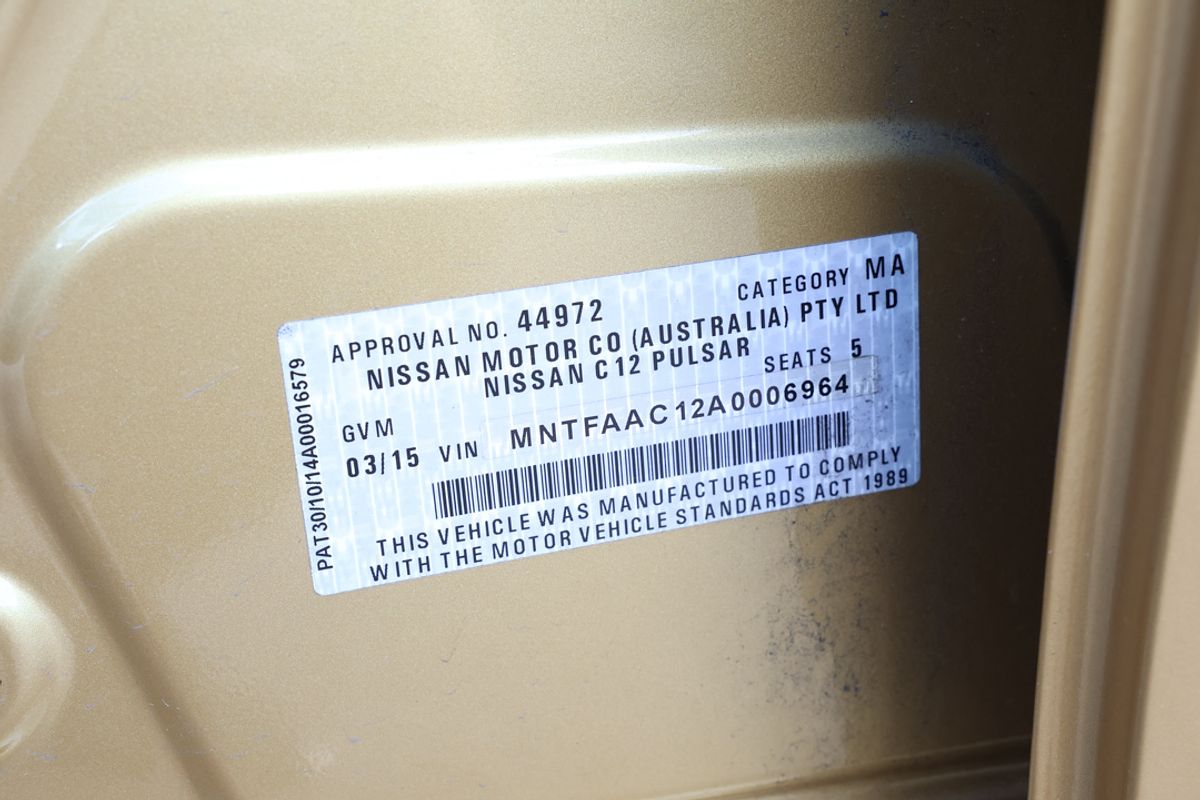 APPROVAL NO. 44972 CATEGORY MA
NISSAN MOTOR CO (AUSTRALIA) PTY LTD
NISSAN C12 PULSAR SEATS 5
GVM
03/15 VIN MNTFAAC12A0006964
THIS VEHICLE WAS MANUFACTURED TO COMPLY
WITH THE MOTOR VEHICLE STANDARDS ACT 1989
PAT30/10/14A00016579